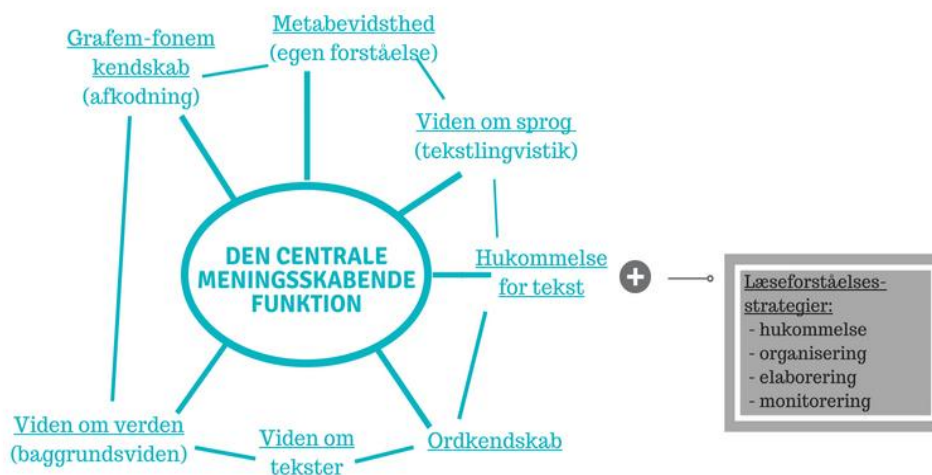 Metabevidsthed
(egen forståelse)
Grafem-fonem
kendskab
(afkodning)
Viden om sprog
(tekstlingvistik)
DEN CENTRALE
MENINGSSKABENDE
FUNKTION
Hukommelse
for tekst
+
Læseforståelses-
strategier:
- hukommelse
- organisering
- elaborering
- monitorering
Viden om verden
(baggrundsviden)
Viden om
tekster
Ordkendskab